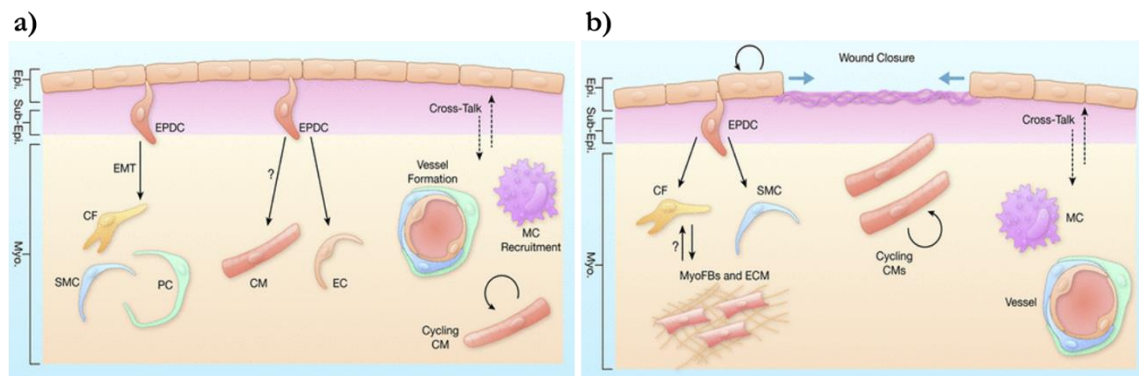 a)
Epi.
Sub-Epi.
Myo.
EPDC
EPDC
Cross-Talk
EMT
?
Vessel
Formation
CF
MC
Recruitment
SMC
PC
CM
EC
Cycling
CM
b)
Wound Closure
Epi.
Sub-Epi.
Myo.
EPDC
Cross-Talk
CF
SMC
MC
?
Cycling
CMs
MyoFBs and ECM
Vessel